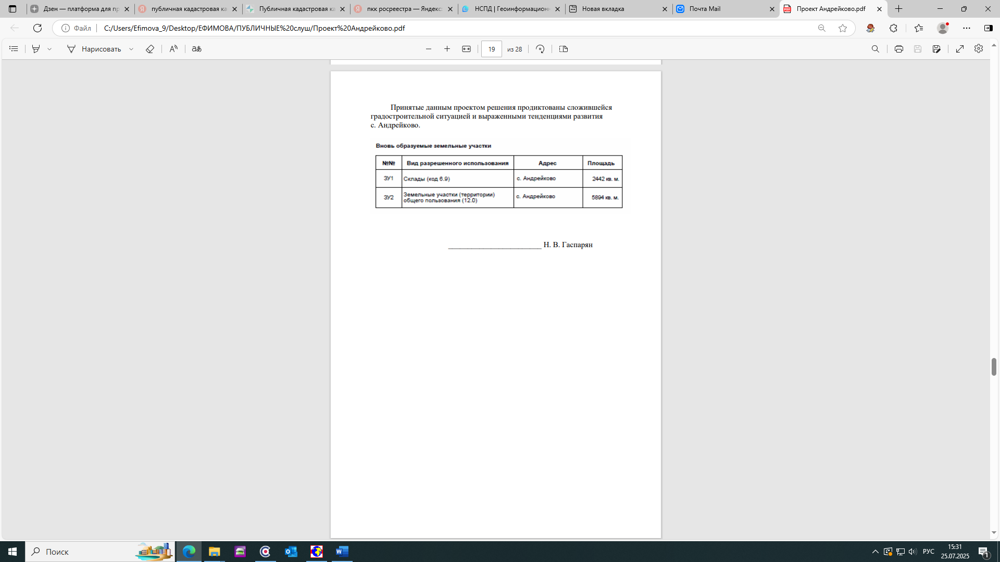 Дзен — платформа для пр
публичная кадастровая ка
Публичная кадастровая ка
пкк росреестра — Яндекс:
НСПД | Геоинформационн
Новая вкладка
Почта Mail
Проект Андрейково.pdf
Файл
C:/Users/Efimova_9/Desktop/ЕФИМОВА/ПУБЛИЧНЫЕ%20слуш/Проект%20Андрейково.pdf
Нарисовать
19 из 28
Принятые данным проектом решения продиктованы сложившейся
градостроительной ситуацией и выраженными тенденциями развития
с. Андрейково.
Вновь образуемые земельные участки
№№ Вид разрешенного использования Адрес Площадь
ЗУ1 Склады (код 6.9) с. Андрейково 2442 кв. м.
ЗУ2 Земельные участки (территории) общего пользования (12.0) с. Андрейково 5894 кв. м.
________________________ Н. В. Гаспарян
Поиск
РУС
15:31
25.07.2025
1